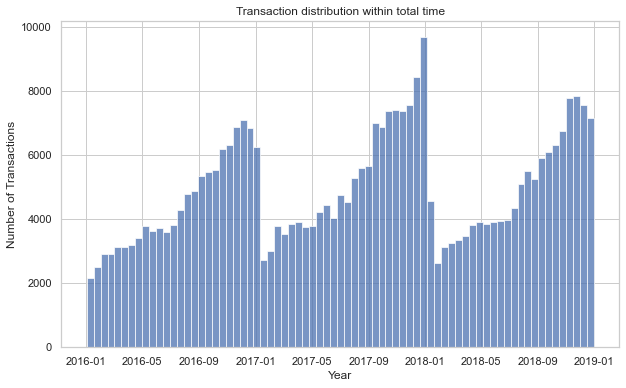 Transaction distribution within total time
10000
8000
6000
4000
2000
0
Number of Transactions
2016-01 2016-05 2016-09 2017-01 2017-05 2017-09 2018-01 2018-05 2018-09 2019-01
Year